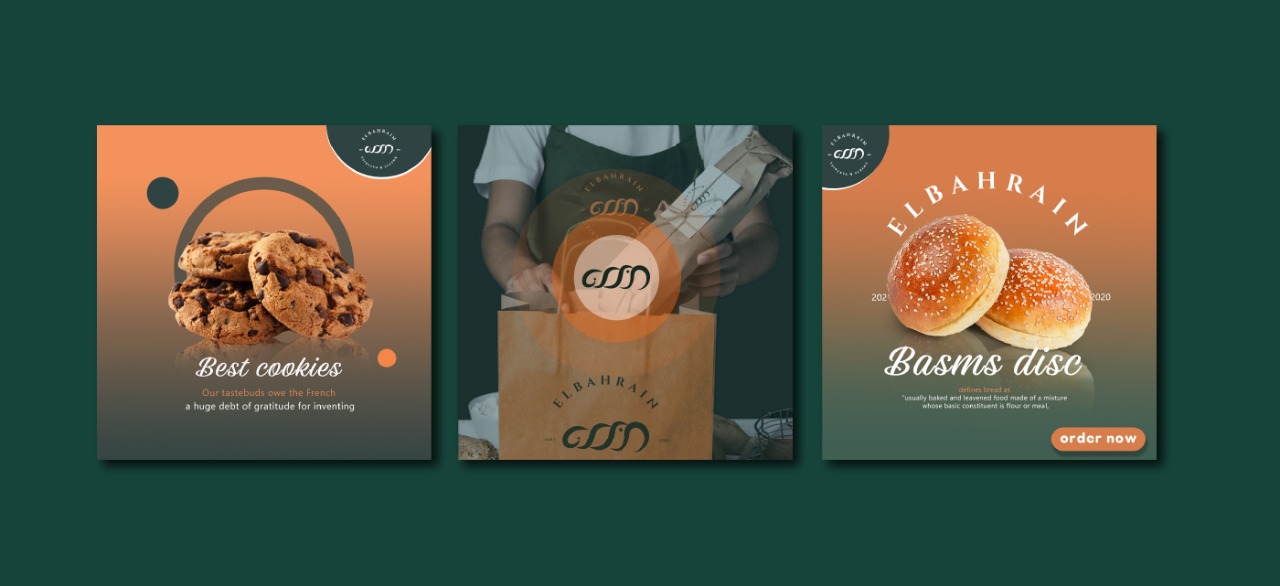 ELBAHRAIN
Best cookies
Our tastebuds owe the French
a huge debt of gratitude for inventing
ELBAHRAIN
ELBAHRAIN
ELBAHRAIN
ELBAHRAIN
202
2020
Basms disc
defines bread as
"usually baked and leavened food made of a mixture
whose basic constituent is flour or meal,
order now